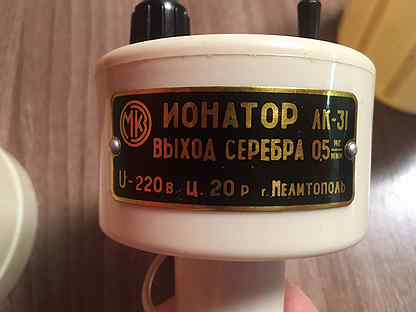 МК ИОНАТОР ЛК-31
ВЫХОД СЕРЕБРА 0,5
U-220 В. Ц. 20 Р г. МЕЛИТОПОЛЬ